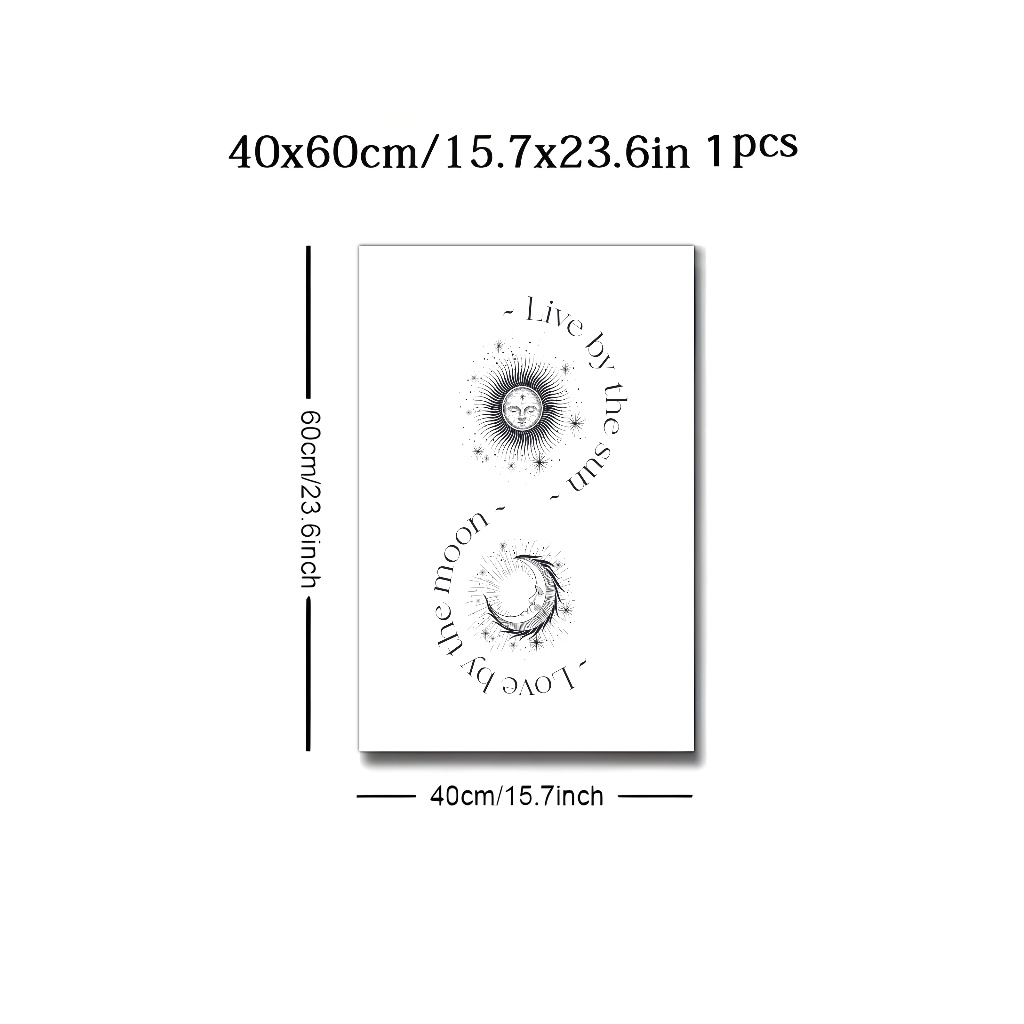 40x60cm/15.7x23.6in 1pcs
60cm/23.6inch
~ Live by the sun ~
~ Love by the moon ~
40cm/15.7inch